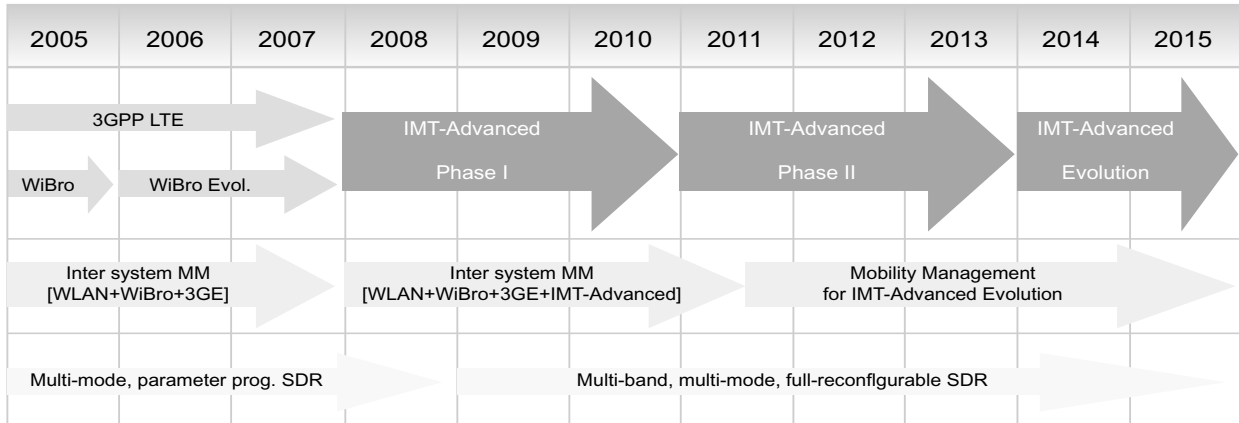 2005 2006 2007 2008 2009 2010 2011 2012 2013 2014 2015
3GPP LTE
WiBro
WiBro Evol.
IMT-Advanced
Phase I
IMT-Advanced
Phase II
IMT-Advanced
Evolution
Inter system MM
[WLAN+WiBro+3GE]
Inter system MM
[WLAN+WiBro+3GE+IMT-Advanced]
Mobility Management
for IMT-Advanced Evolution
Multi-mode, parameter prog. SDR
Multi-band, multi-mode, full-reconflgurable SDR